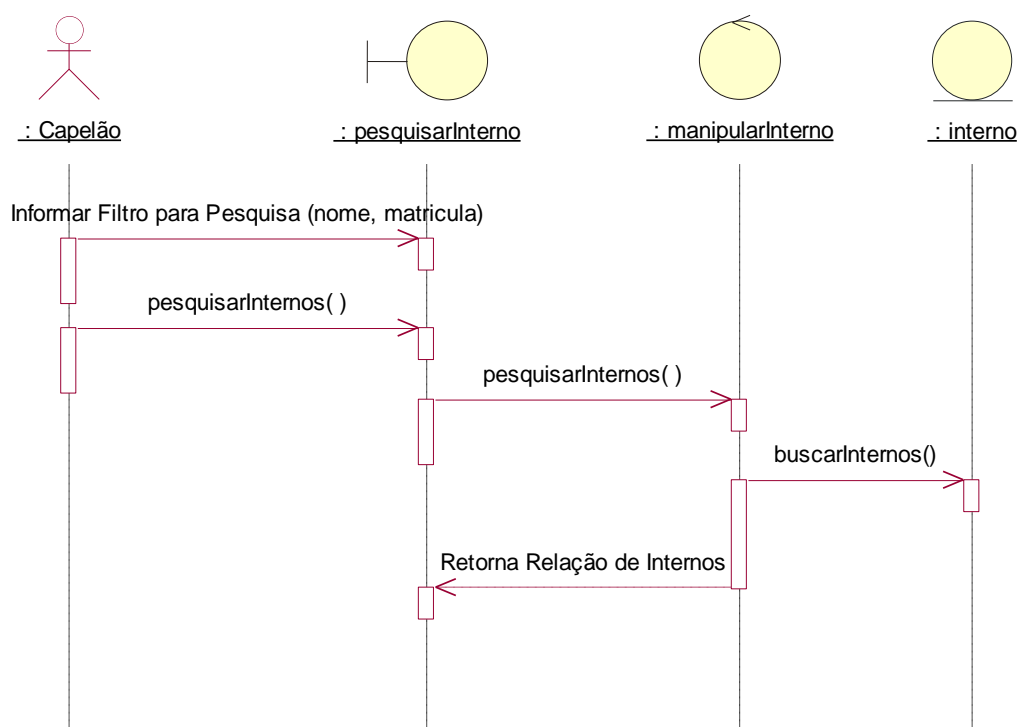 : Capelão
: pesquisarInterno
: manipularInterno
: interno
Informar Filtro para Pesquisa (nome, matricula)
pesquisarInternos( )
pesquisarInternos( )
buscarInternos()
Retorna Relação de Internos